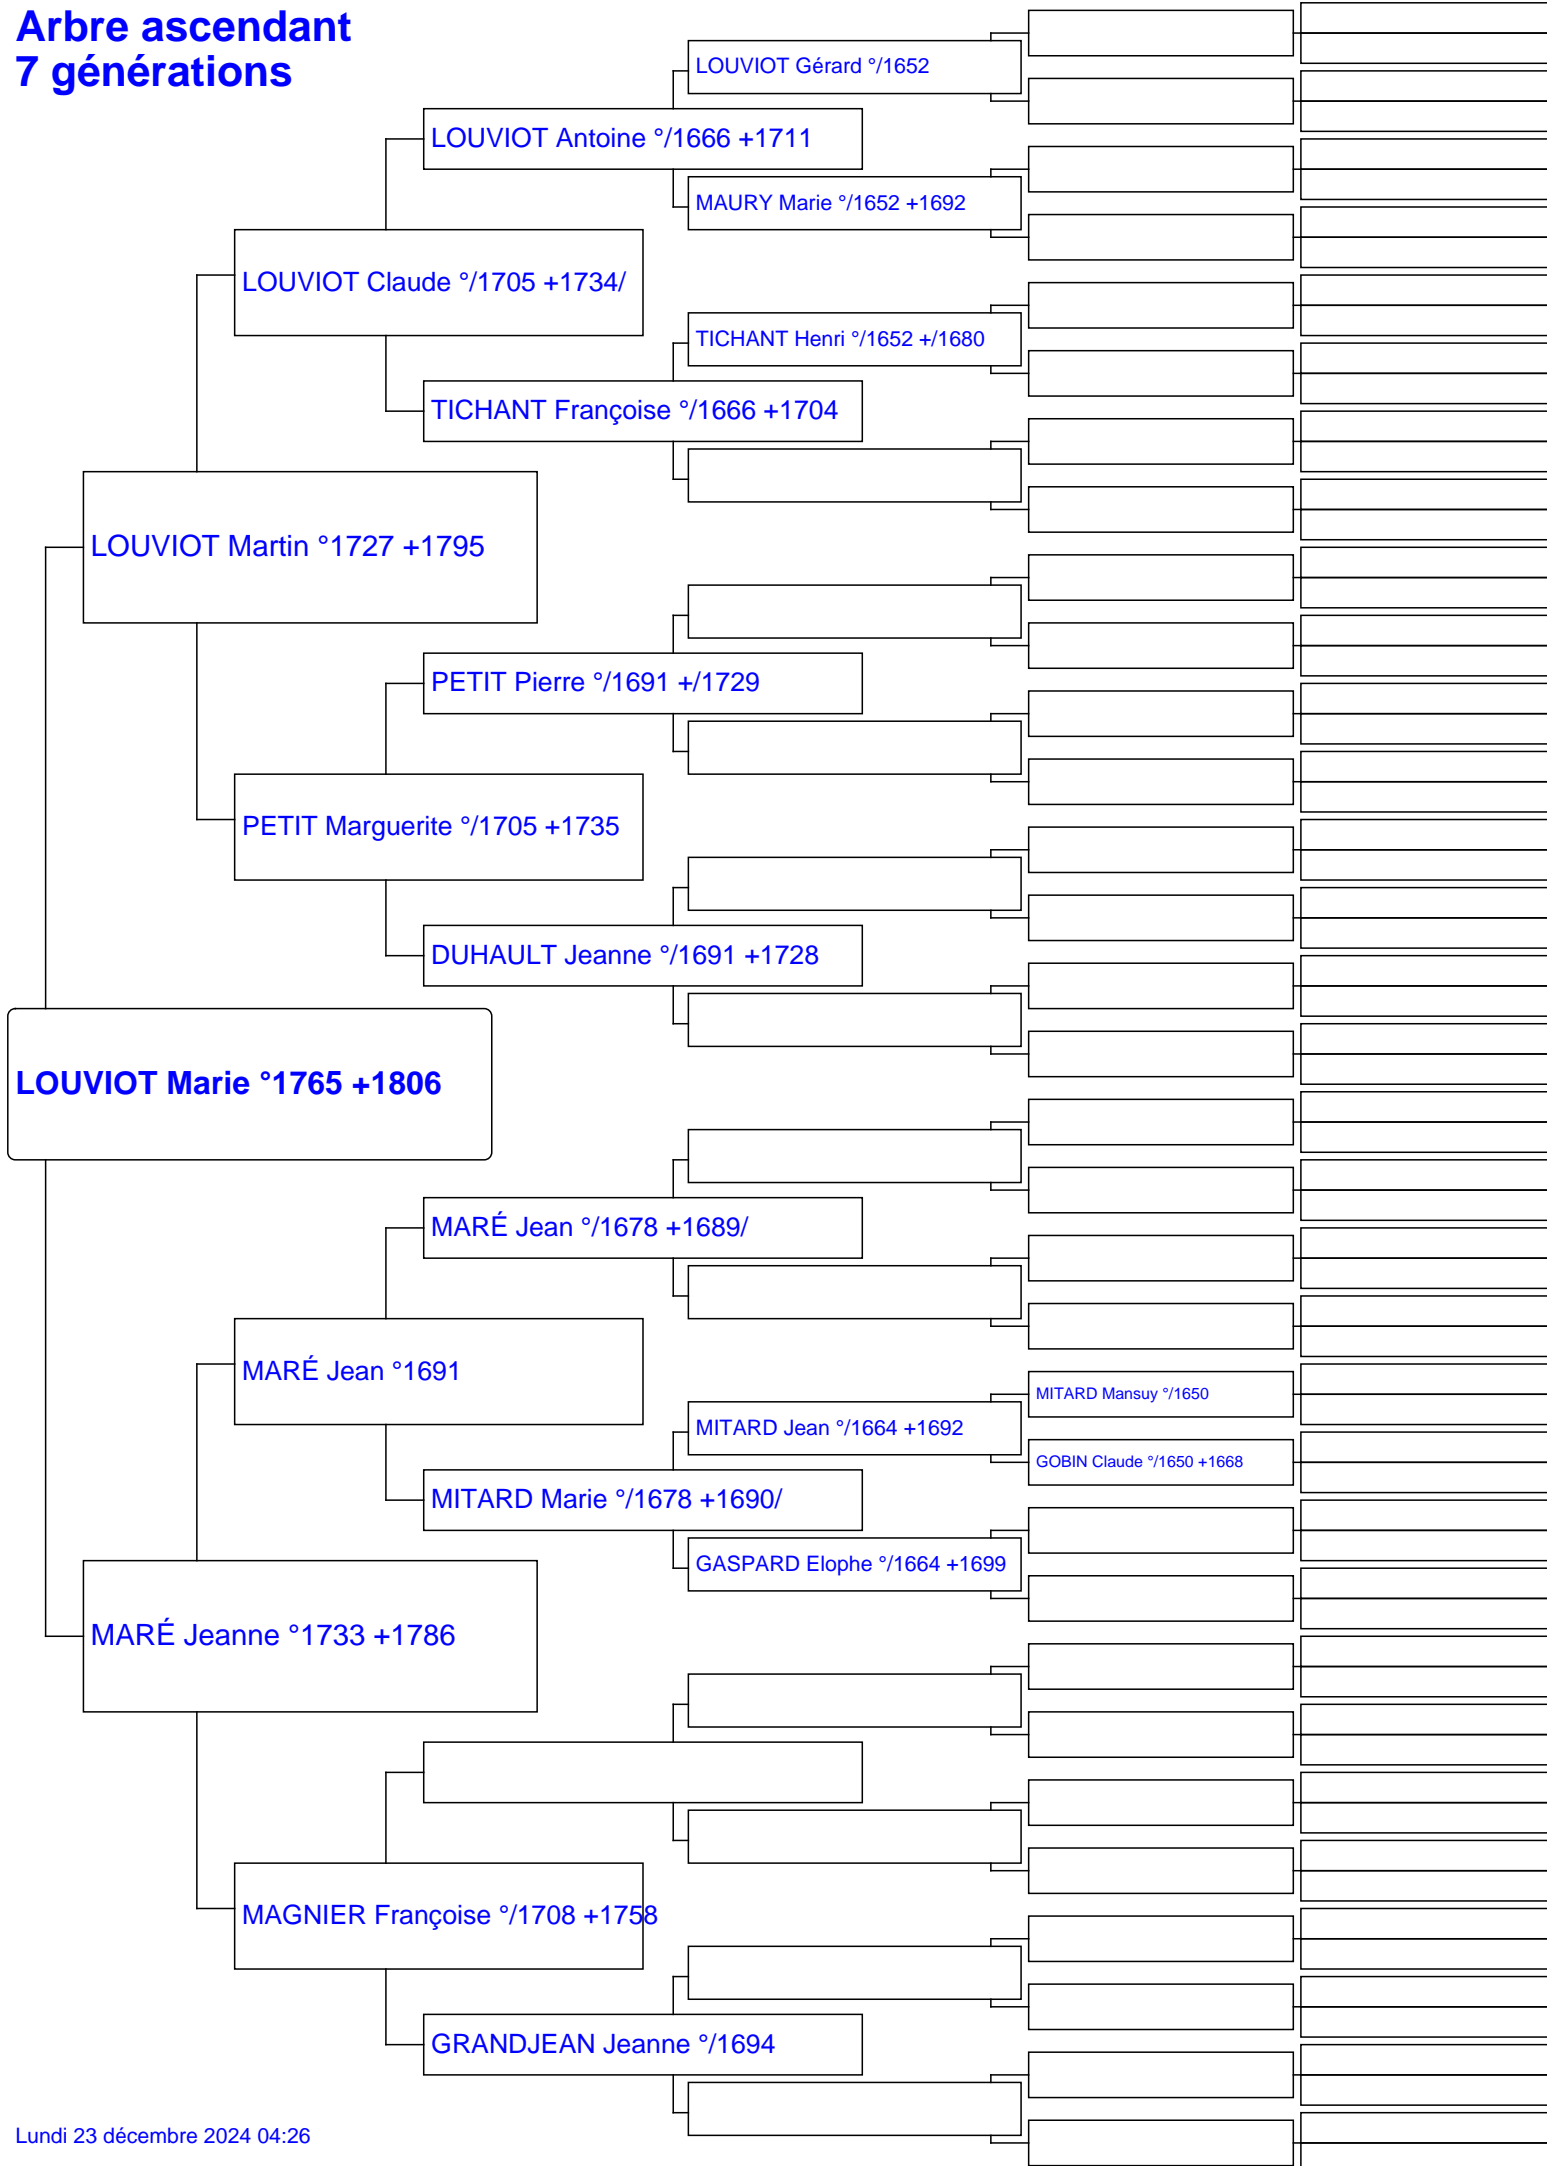 Arbre ascendant
7 générations
LOUVIOT Gérard °/1652
LOUVIOT Antoine °/1666 +1711
MAURY Marie °/1652 +1692
LOUVIOT Claude °/1705 +1734/
TICHANT Henri °/1652 +/1680
TICHANT Françoise °/1666 +1704
LOUVIOT Martin °1727 +1795
PETIT Pierre °/1691 +/1729
PETIT Marguerite °/1705 +1735
DUHAULT Jeanne °/1691 +1728
LOUVIOT Marie °1765 +1806
MARÉ Jean °/1678 +1689/
MARÉ Jean °1691
MITARD Mansuy °/1650
MITARD Jean °/1664 +1692
GOBIN Claude °/1650 +1668
MITARD Marie °/1678 +1690/
GASPARD Elophe °/1664 +1699
MARÉ Jeanne °1733 +1786
MAGNIER Françoise °/1708 +1758
GRANDJEAN Jeanne °/1694
Lundi 23 décembre 2024 04:26